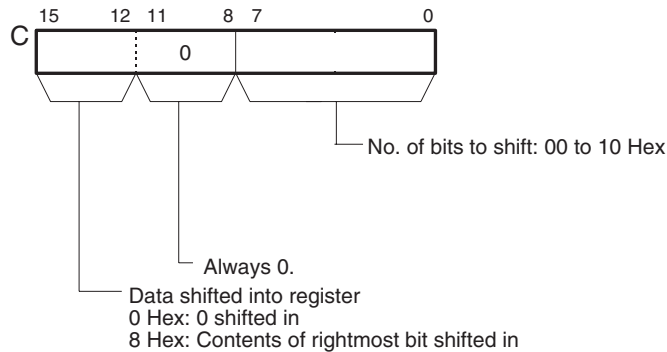 15 12 11 8 7 0
C
0
No. of bits to shift: 00 to 10 Hex
Always 0.
Data shifted into register
0 Hex: 0 shifted in
8 Hex: Contents of rightmost bit shifted in